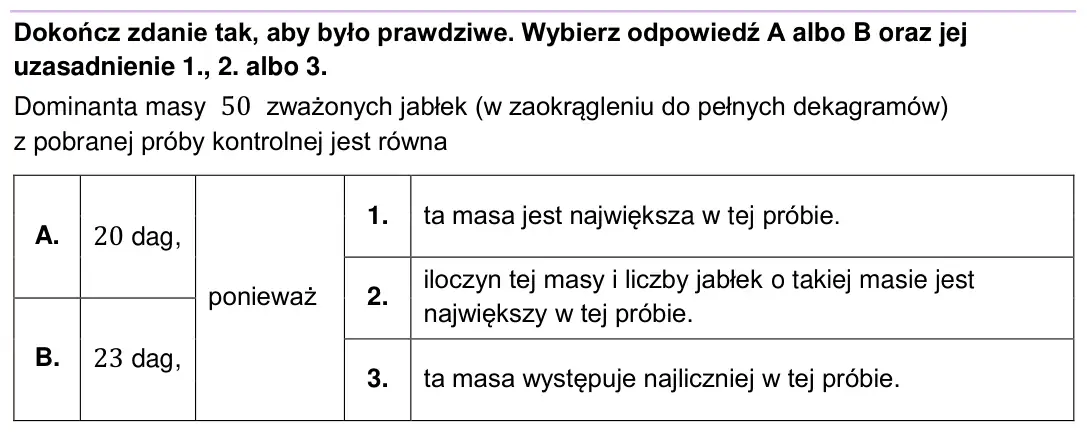 Dokończ zdanie tak, aby było prawdziwe. Wybierz odpowiedź A albo B oraz jej
uzasadnienie 1., 2. albo 3.
Dominanta masy 50 zważonych jabłek (w zaokrągleniu do pełnych dekagramów)
z pobranej próby kontrolnej jest równa
A. 20 dag,
B. 23 dag,
ponieważ
1. ta masa jest największa w tej próbie.
2. iloczyn tej masy i liczby jabłek o takiej masie jest
największy w tej próbie.
3. ta masa występuje najliczniej w tej próbie.